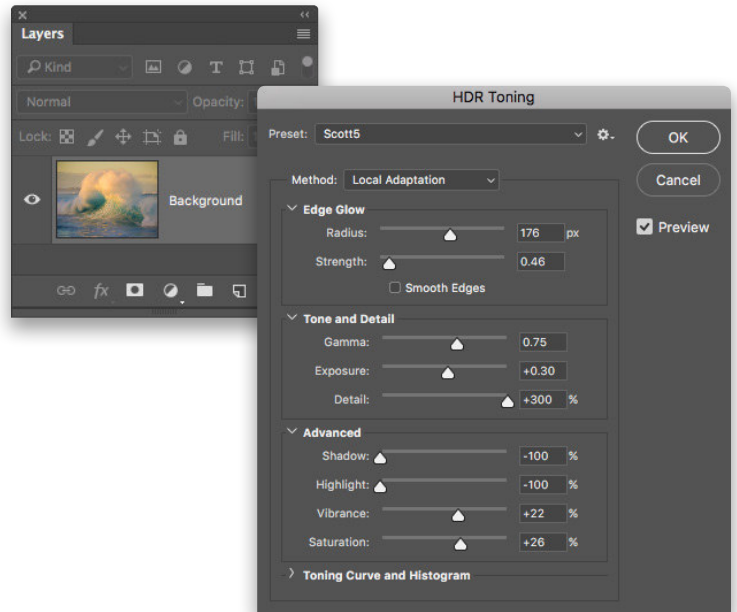 Layers
Kind
Normal Opacity:
Lock: Fill:
Background
fx
HDR Toning
Preset: Scott5
OK
Cancel
Preview
Method: Local Adaptation
Edge Glow
Radius: 176 px
Strength: 0.46
Smooth Edges
Tone and Detail
Gamma: 0.75
Exposure: +0.30
Detail: +300 %
Advanced
Shadow: -100 %
Highlight: -100 %
Vibrance: +22 %
Saturation: +26 %
Toning Curve and Histogram